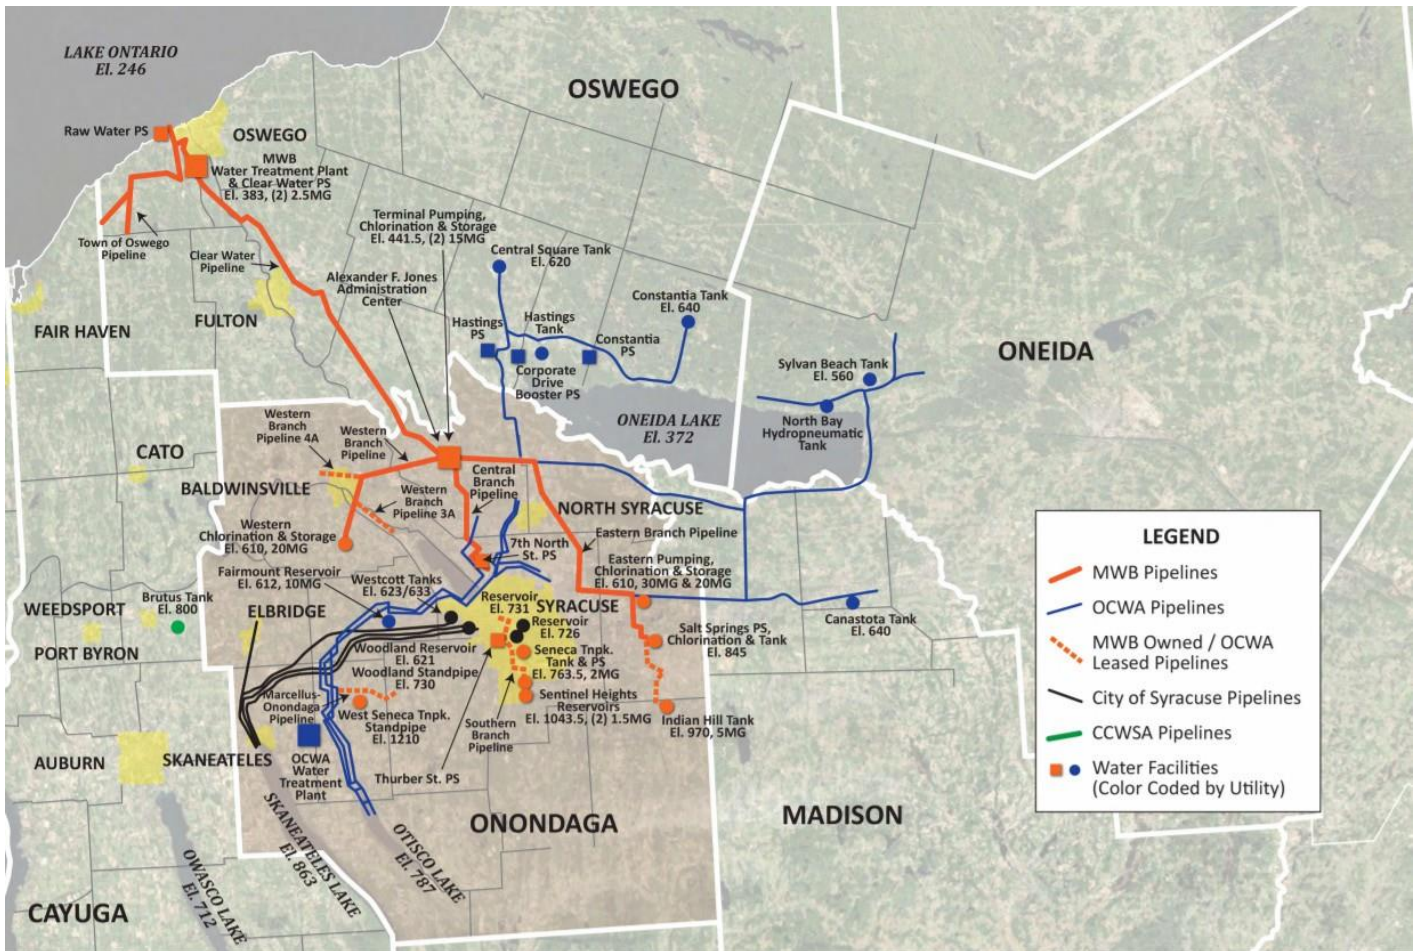 LAKE ONTARIO
El. 246
OSWEGO
Raw Water PS
OSWEGO
MWB
Water Treatment Plant
& Clear Water PS
El. 383, (2) 2.5MG
Town of Oswego
Pipeline
Clear Water
Pipeline
Terminal Pumping,
Chlorination & Storage
El. 441.5, (2) 15MG
Alexander F. Jones
Administration
Center
Central Square Tank
El. 620
Constantia Tank
El. 640
Hastings
PS
Hastings
Tank
Constantia
PS
Corporate
Drive
Booster PS
FAIR HAVEN
FULTON
ONEIDA
Sylvan Beach Tank
El. 560
North Bay
Hydropneumatic
Tank
ONEIDA LAKE
El. 372
Western
Branch
Pipeline 4A
Western
Branch
Pipeline
CATO
BALDWINSVILLE
Western
Branch
Pipeline 3A
Central
Branch
Pipeline
NORTH SYRACUSE
Western
Chlorination & Storage
El. 610, 20MG
7th North
St. PS
Eastern Branch Pipeline
Eastern Pumping,
Chlorination & Storage
El. 610, 30MG & 20MG
Fairmount Reservoir
El. 612, 10MG
Westcott Tanks
El. 623/633
Reservoir
El. 731
SYRACUSE
Reservoir
El. 726
WEEDSPORT
Brutus Tank
El. 800
ELBRIDGE
PORT BYRON
Woodland Reservoir
El. 621
Woodland Standpipe
El. 730
Seneca Tnpk.
Tank & PS
El. 763.5, 2MG
Salt Springs PS,
Chlorination & Tank
El. 845
Canastota Tank
El. 640
Marcellus-
Onondaga
Pipeline
West Seneca Tnpk.
Standpipe
El. 1210
Southern
Branch
Pipeline
Sentinel Heights
Reservoirs
El. 1043.5, (2) 1.5MG
Indian Hill Tank
El. 970, 5MG
AUBURN
SKANEATELES
OCWA
Water
Treatment
Plant
Thurber St. PS
ONONDAGA
MADISON
SKANEATELES LAKE
El. 863
OTISCO LAKE
El. 787
OWASCO LAKE
El. 712
CAYUGA
LEGEND
MWB Pipelines
OCWA Pipelines
MWB Owned / OCWA
Leased Pipelines
City of Syracuse Pipelines
CCWSA Pipelines
Water Facilities
(Color Coded by Utility)